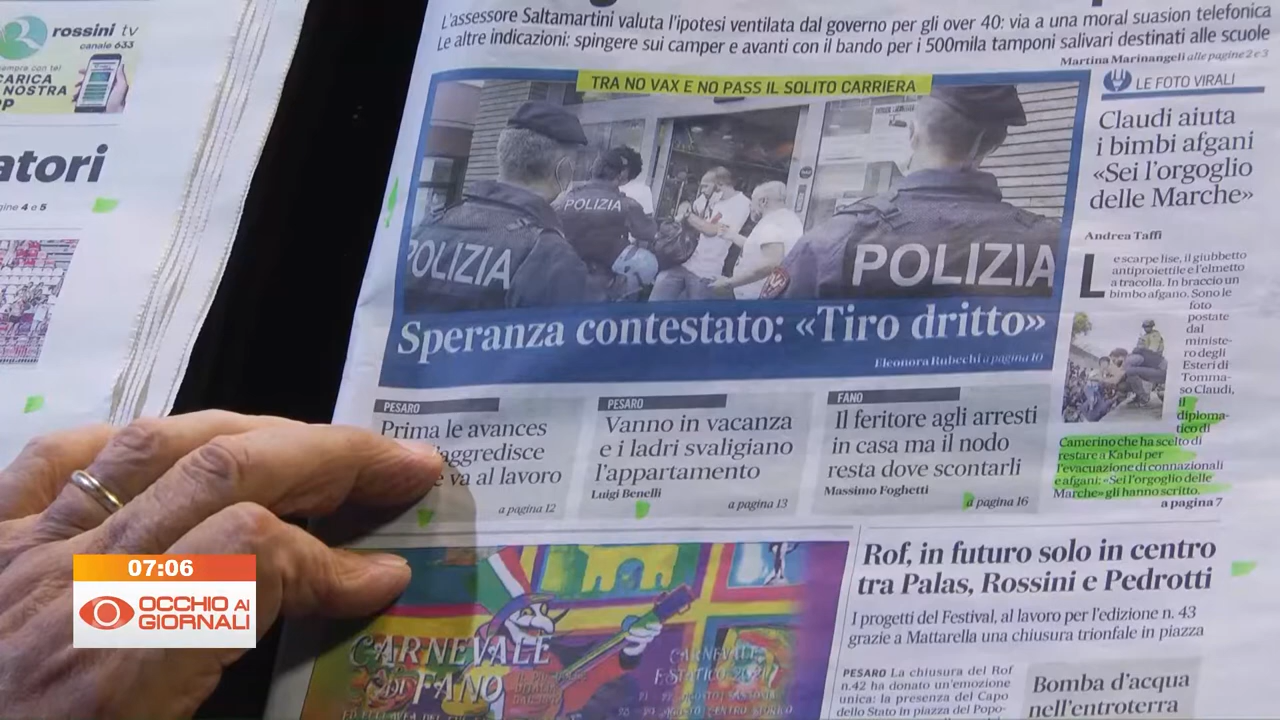 rossini tv
canale 633
sempre con te!
CARICA
NOSTRA
PP
atori
gine 4 e 5
L'assessore Saltamartini valuta l'ipotesi ventilata dal governo per gli over 40: via a una moral suasion telefonica
Le altre indicazioni: spingere sui camper e avanti con il bando per i 500mila tamponi salivari destinati alle scuole
Martina Marinangeli alle pagine 2 e 3
TRA NO VAX E NO PASS IL SOLITO CARRIERA
POLIZIA
POLIZIA
POLIZIA
Speranza contestato: «Tiro dritto»
Eleonora Rubechi a pagina 10
LE FOTO VIRALI
Claudi aiuta
i bimbi afgani
«Sei l'orgoglio
delle Marche»
Andrea Taffi
Le scarpe lise, il giubbetto
antiproiettile e l'elmetto
a tracolla. In braccio un
bimbo afgano. Sono le
foto
postate
dal
ministe-
ro degli
Esteri di
Tomma-
so Claudi,
il
diploma-
tico di
Camerino che ha scelto di
restare a Kabul per
l'evacuazione di connazionali
e afgani: «Sei l'orgoglio delle
Marche» gli hanno scritto.
a pagina 7
PESARO
Prima le avances
l'aggredisce
e va al lavoro
a pagina 12
PESARO
Vanno in vacanza
e i ladri svaligiano
l'appartamento
Luigi Benelli
a pagina 13
FANO
Il feritore agli arresti
in casa ma il nodo
resta dove scontarli
Massimo Foghetti
a pagina 16
CARNEVALE
DI FANO
CARNEVALE
ESTATICO 2021
Rof, in futuro solo in centro
tra Palas, Rossini e Pedrotti
I progetti del Festival, al lavoro per l'edizione n. 43
grazie a Mattarella una chiusura trionfale in piazza
PESARO La chiusura del Rof
n.42 ha donato un'emozione
unica: la presenza del Capo
dello Stato in piazza del Popo-
Bomba d'acqua
nell'entroterra
07:06
OCCHIO AI
GIORNALI